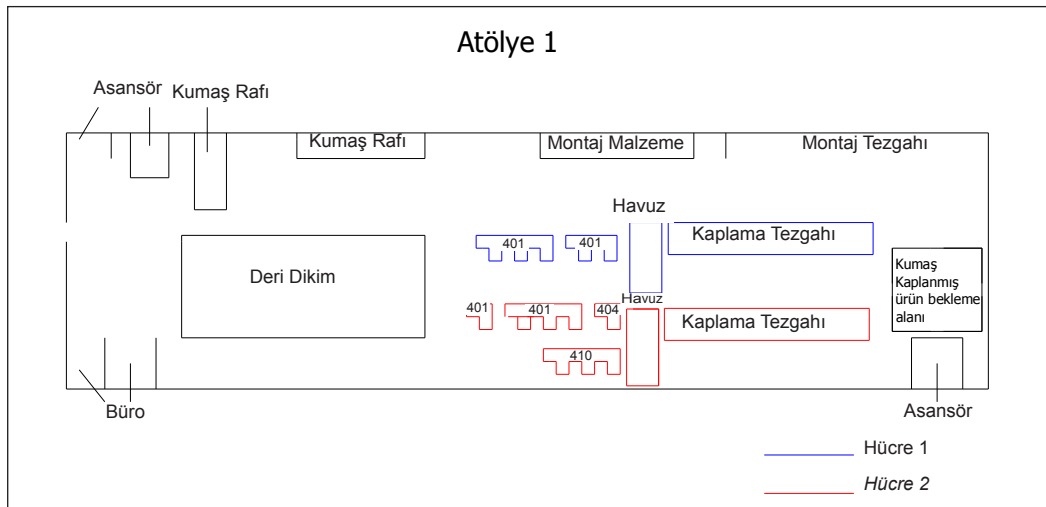 Atölye 1
Asansör
Kumaş Rafı
Kumaş Rafı
Montaj Malzeme
Montaj Tezgahı
Havuz
401
401
Kaplama Tezgahı
Deri Dikim
Kumaş
Kaplanmış
ürün bekleme
alanı
Havuz
401
401
404
Kaplama Tezgahı
410
Büro
Asansör
Hücre 1
Hücre 2